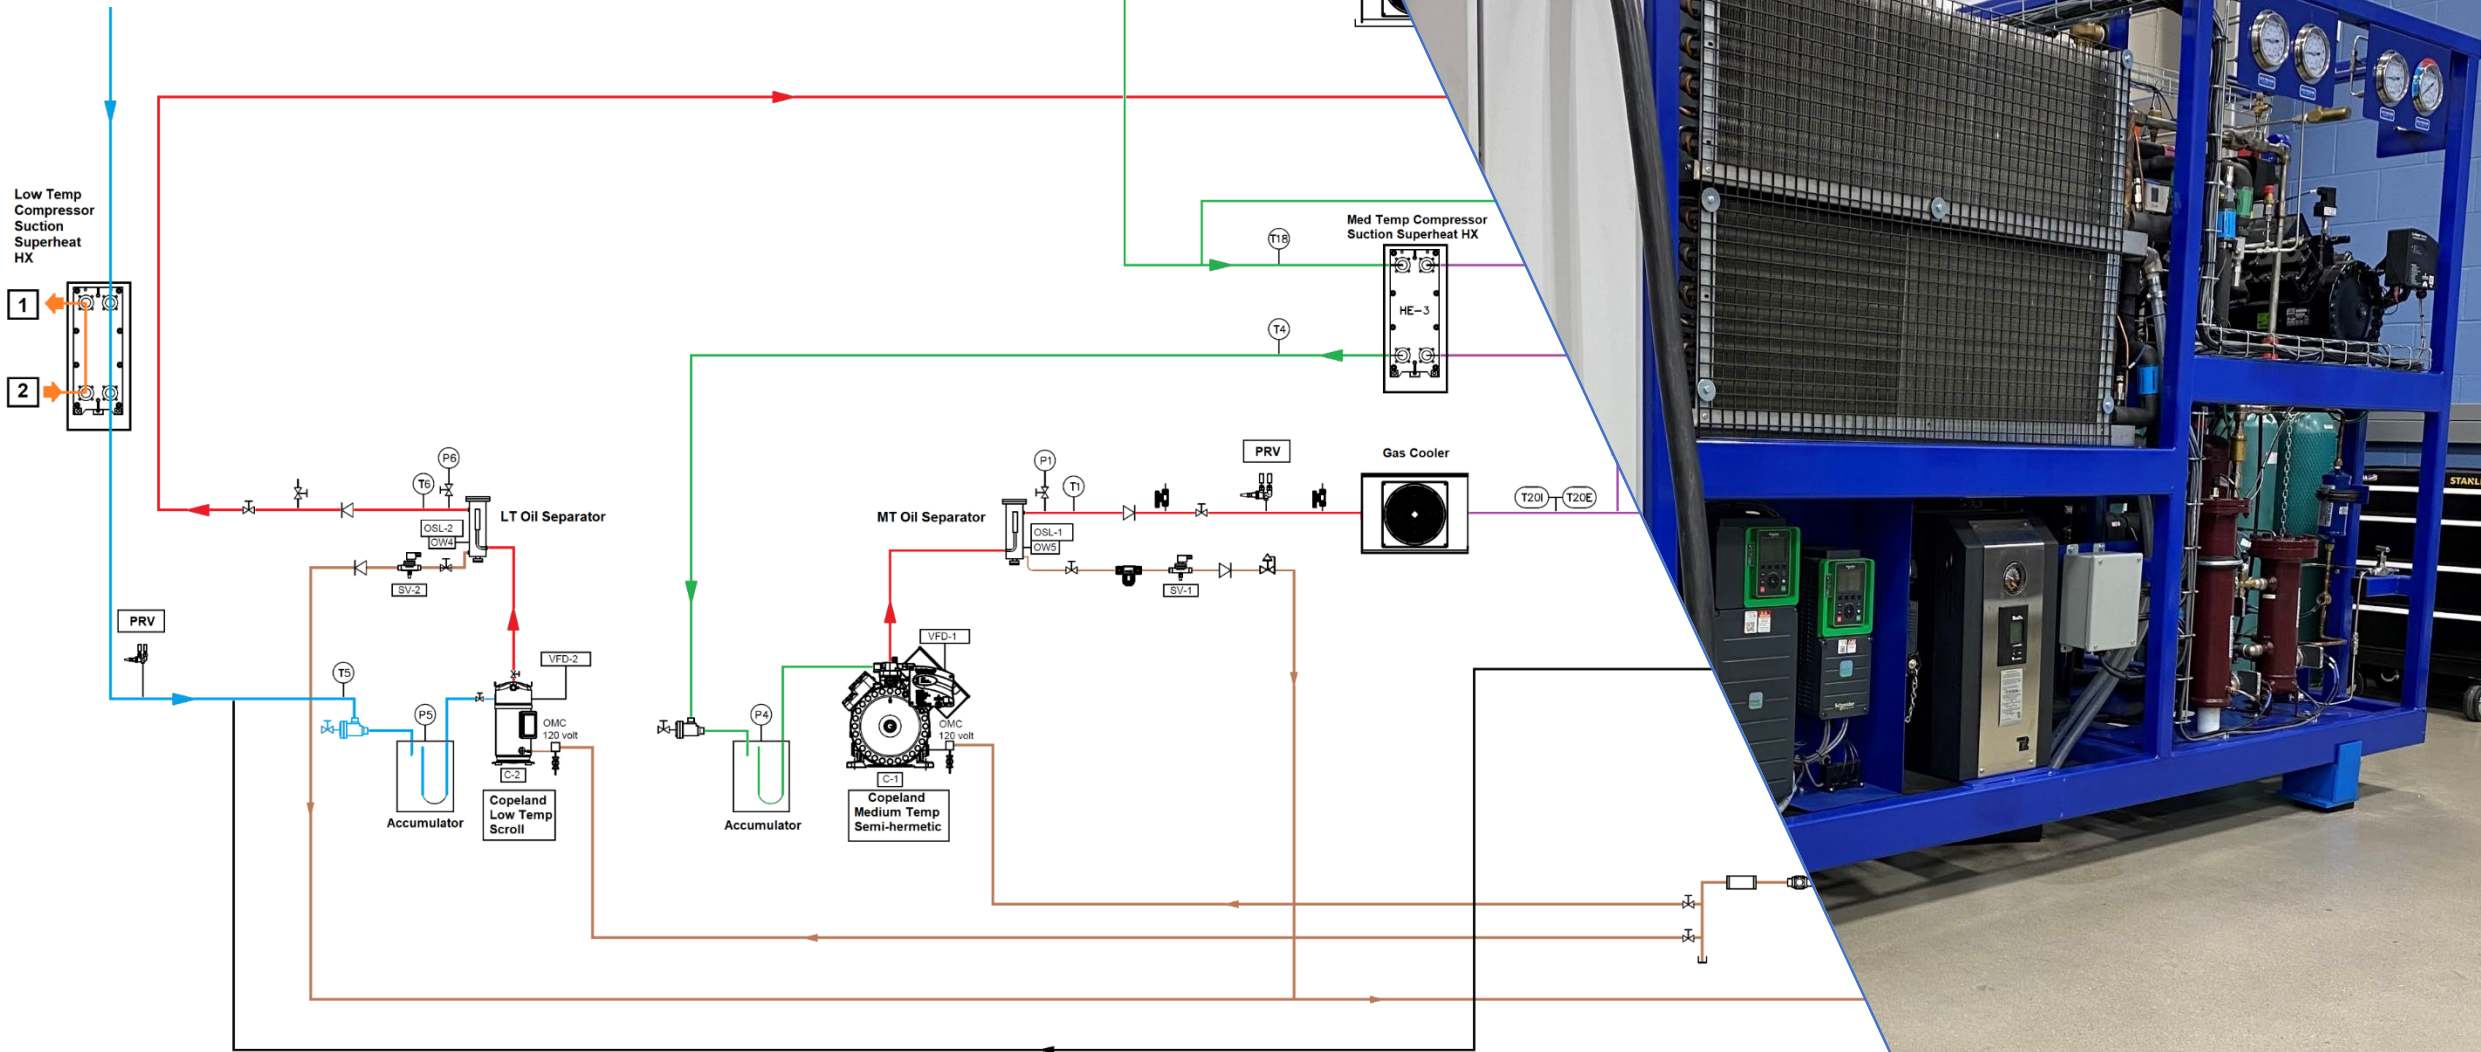 Low Temp
Compressor
Suction
Superheat
HX
1
2
Med Temp Compressor
Suction Superheat HX
T18
HE-3
T4
P6
T6
LT Oil Separator
OSL-2
OW4
SV-2
P1
T1
MT Oil Separator
OSL-1
OW5
SV-1
PRV
Gas Cooler
T20I
T20E
PRV
T5
P5
VFD-2
OMC
120 volt
C-2
Accumulator
Copeland
Low Temp
Scroll
P4
VFD-1
OMC
120 volt
C-1
Accumulator
Copeland
Medium Temp
Semi-hermetic
STANL
Schneider